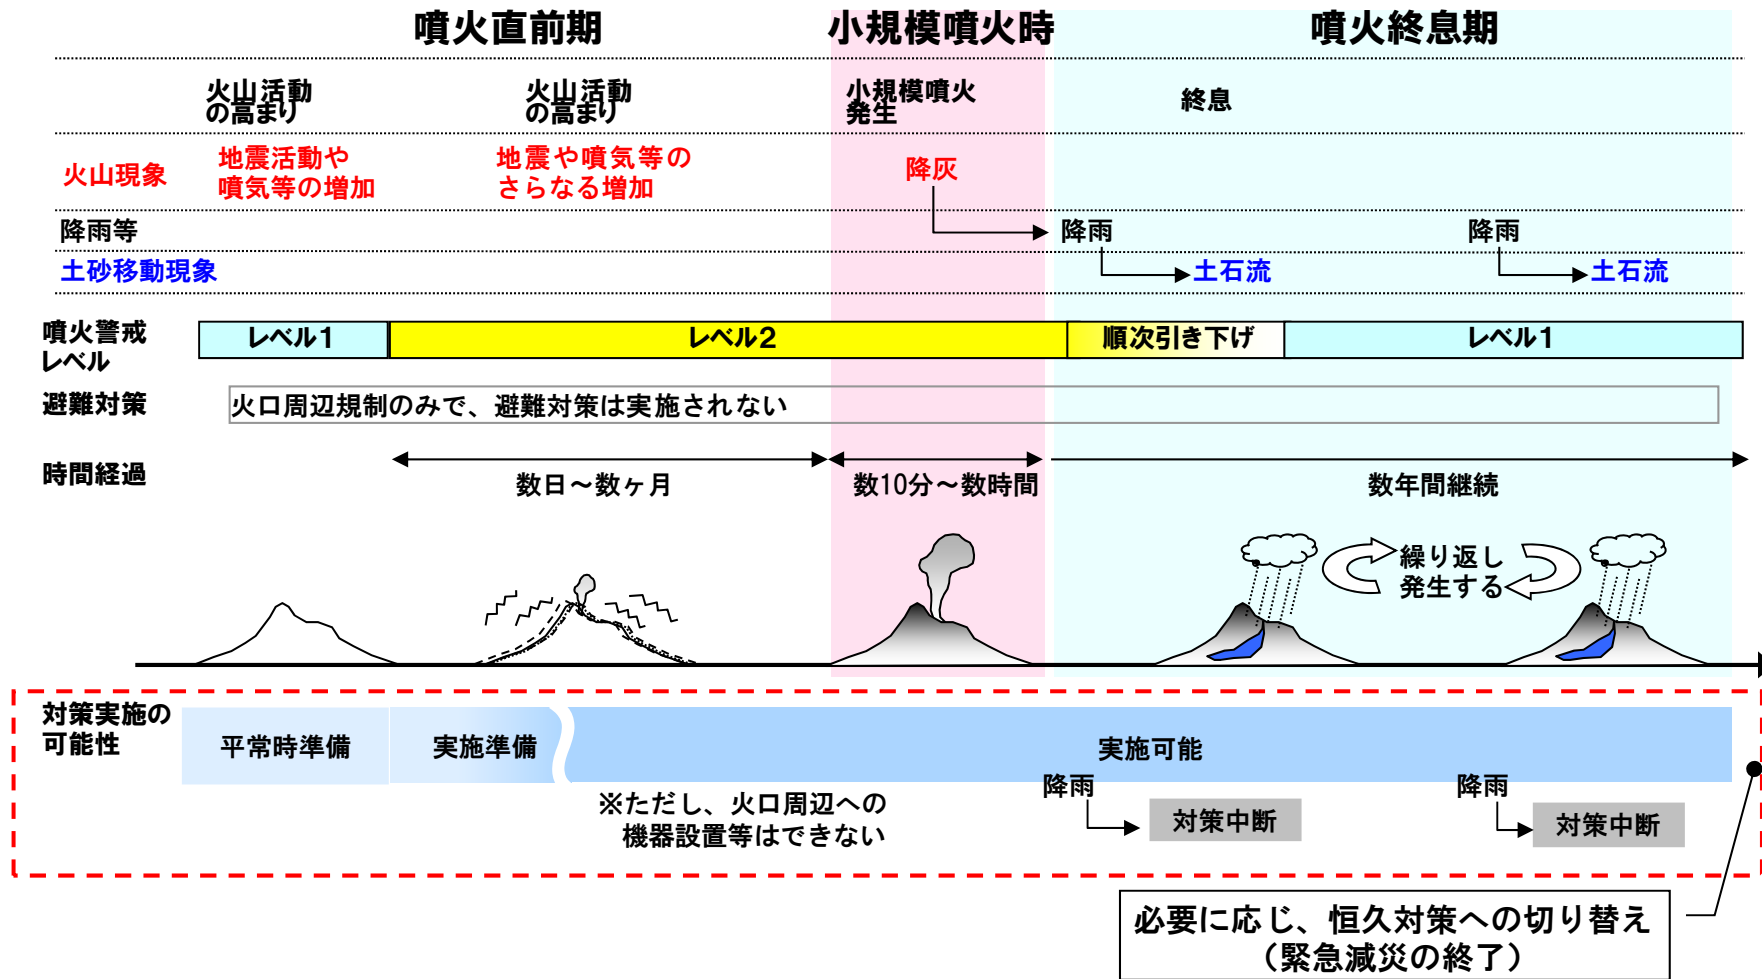 噴火直前期
小規模噴火時
噴火終息期
火山活動
の高まり
火山活動
の高まり
小規模噴火
発生
終息
火山現象
地震活動や
噴気等の増加
地震や噴気等の
さらなる増加
降灰
降雨等
降雨
降雨
土砂移動現象
土石流
土石流
噴火警戒
レベル
レベル1
レベル2
順次引き下げ
レベル1
避難対策
火口周辺規制のみで、避難対策は実施されない
時間経過
数日~数ヶ月
数10分~数時間
数年間継続
繰り返し
発生する
対策実施の
可能性
平常時準備
実施準備
実施可能
※ただし、火口周辺への
機器設置等はできない
降雨
対策中断
降雨
対策中断
必要に応じ、恒久対策への切り替え
(緊急減災の終了)